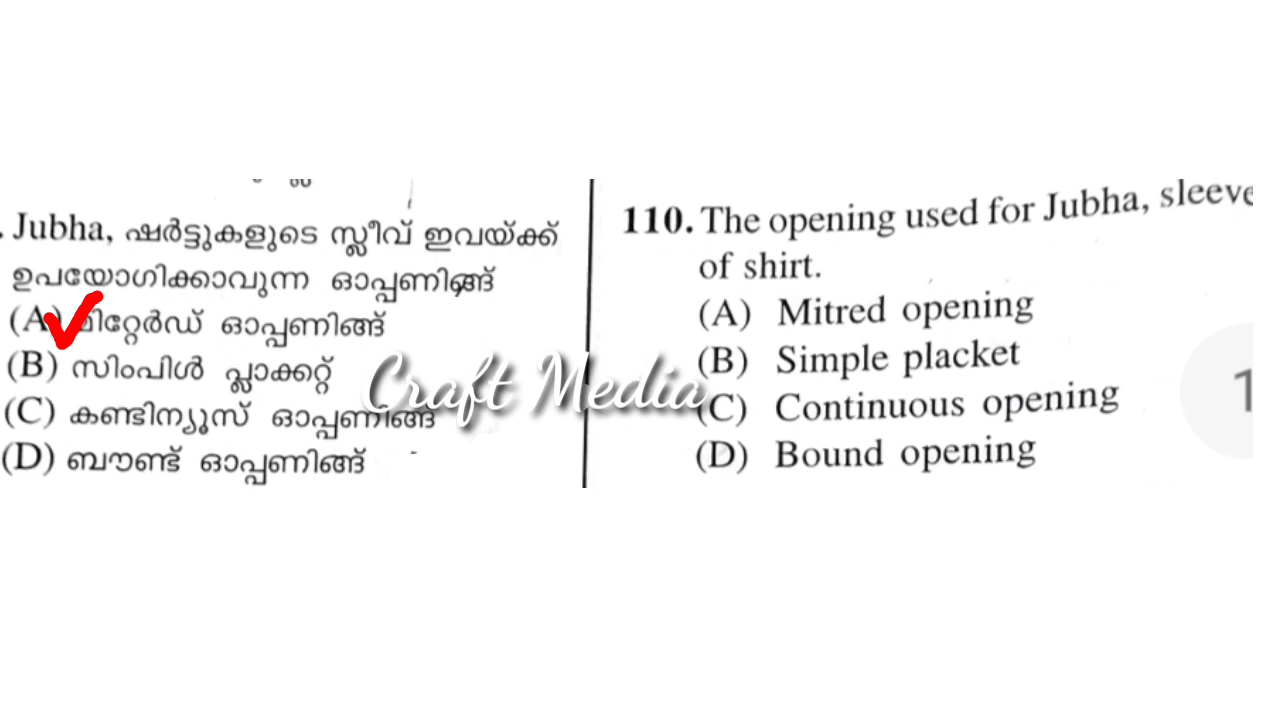 . Jubha, ഷർട്ടുകളുടെ സ്ലീവ് ഇവയ്ക്ക്
ഉപയോഗിക്കാവുന്ന ഓപ്പണിങ്ങ്
(A) മിറ്റേർഡ് ഓപ്പണിങ്ങ്
(B) സിംപിൾ പ്ലാക്കറ്റ്
(C) കണ്ടിന്യൂസ് ഓപ്പണിങ്ങ്
(D) ബൗണ്ട് ഓപ്പണിങ്ങ്
Craft Media
110. The opening used for Jubha, sleeve
of shirt.
(A) Mitred opening
(B) Simple placket
(C) Continuous opening
(D) Bound opening
1